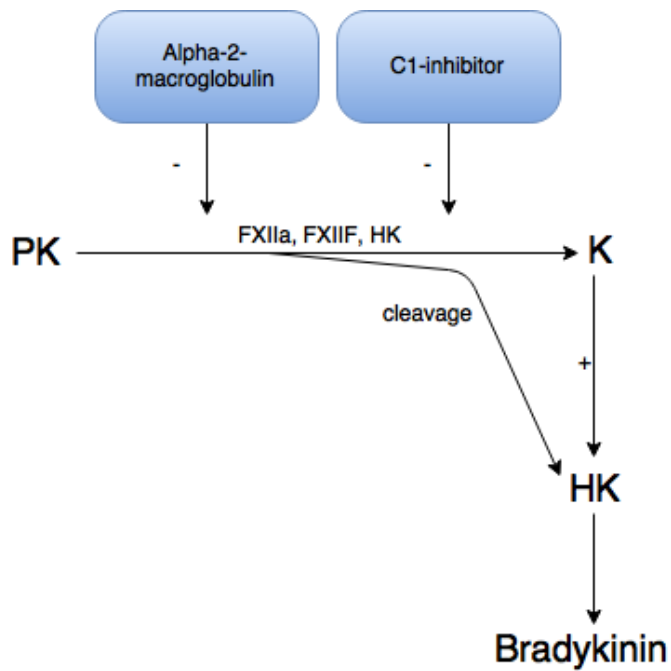 Alpha-2-
macroglobulin
C1-inhibitor
-
-
FXIIa, FXIIF, HK
PK
K
cleavage
+
HK
Bradykinin